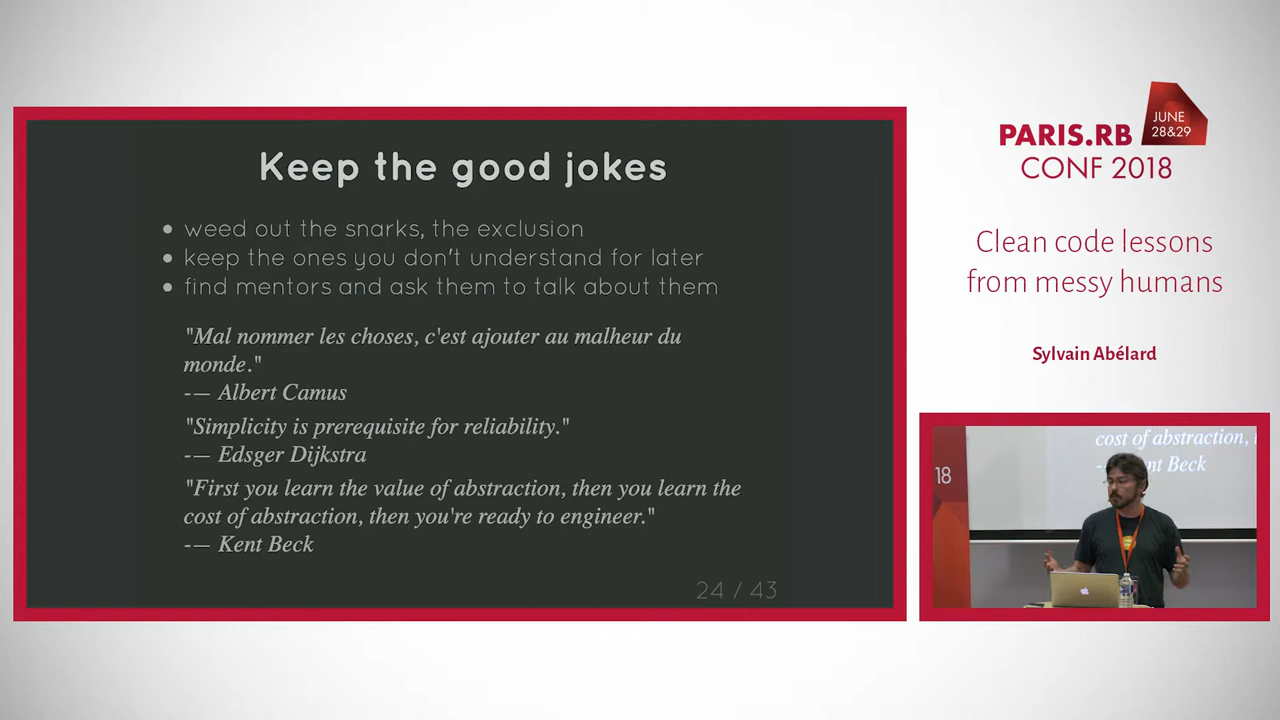 Keep the good jokes
weed out the snarks, the exclusion
keep the ones you don't understand for later
find mentors and ask them to talk about them
"Mal nommer les choses, c'est ajouter au malheur du
monde."
-— Albert Camus
"Simplicity is prerequisite for reliability."
-— Edsger Dijkstra
"First you learn the value of abstraction, then you learn the
cost of abstraction, then you're ready to engineer."
-— Kent Beck
24 / 43
PARIS.RB
JUNE
28&29
CONF 2018
Clean code lessons
from messy humans
Sylvain Abélard
18
cost of abstraction,
nt Beck